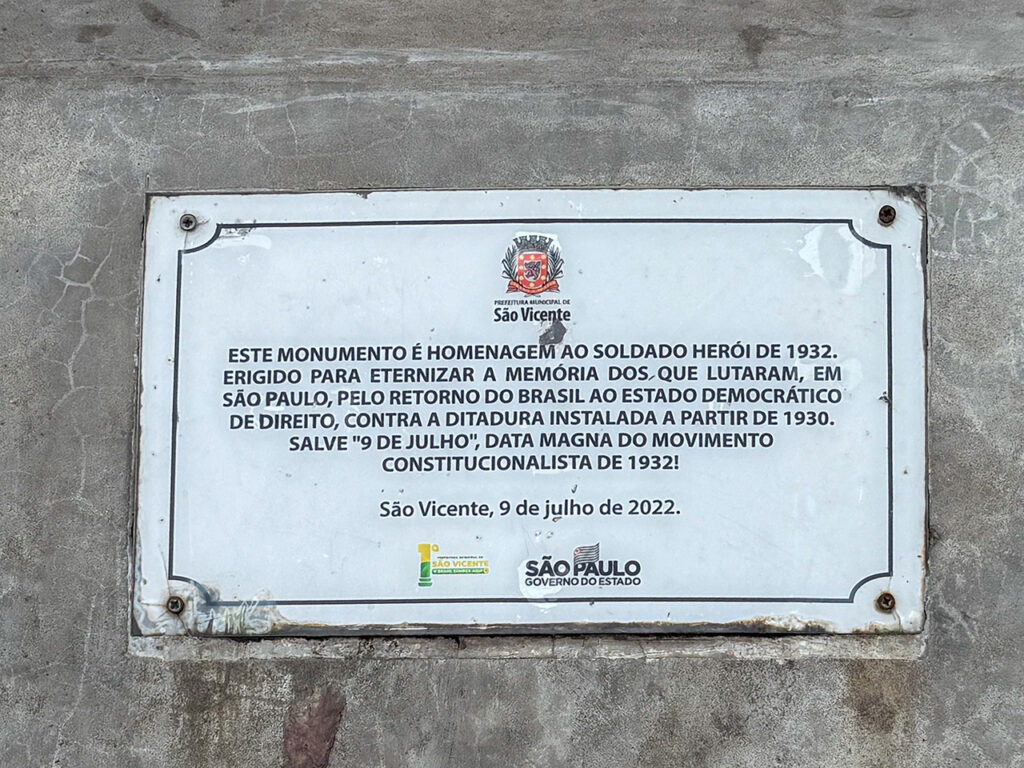 PREFEITURA MUNICIPAL DE
São Vicente
ESTE MONUMENTO É HOMENAGEM AO SOLDADO HERÓI DE 1932.
ERIGIDO PARA ETERNIZAR A MEMÓRIA DOS QUE LUTARAM, EM
SÃO PAULO, PELO RETORNO DO BRASIL AO ESTADO DEMOCRÁTICO
DE DIREITO, CONTRA A DITADURA INSTALADA A PARTIR DE 1930.
SALVE "9 DE JULHO", DATA MAGNA DO MOVIMENTO
CONSTITUCIONALISTA DE 1932!
São Vicente, 9 de julho de 2022.
1ª
SÃO VICENTE
SÃO PAULO
GOVERNO DO ESTADO